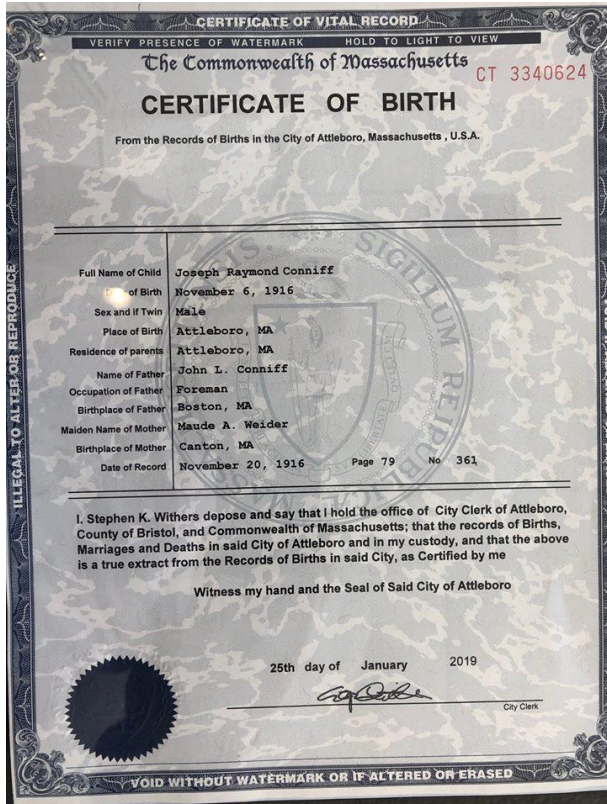 CERTIFICATE OF VITAL RECORD
VERIFY PRESENCE OF WATERMARK HOLD TO LIGHT TO VIEW
The Commonwealth of Massachusetts
CT 3340624
CERTIFICATE OF BIRTH
From the Records of Births in the City of Attleboro, Massachusetts , U.S.A.
Full Name of Child Joseph Raymond Conniff
of Birth November 6, 1916
Sex and if Twin Male
Place of Birth Attleboro, MA
Residence of parents Attleboro, MA
Name of Father John L. Conniff
Occupation of Father Foreman
Birthplace of Father Boston, MA
Maiden Name of Mother Maude A. Weider
Birthplace of Mother Canton, MA
Date of Record November 20, 1916 Page 79 No 361
I. Stephen K. Withers depose and say that I hold the office of City Clerk of Attleboro,
County of Bristol, and Commonwealth of Massachusetts; that the records of Births,
Marriages and Deaths in said City of Attleboro and in my custody, and that the above
is a true extract from the Records of Births in said City, as Certified by me
Witness my hand and the Seal of Said City of Attleboro
25th day of January 2019
City Clerk
VOID WITHOUT WATERMARK OR IF ALTERED OR ERASED
ILLEGAL TO ALTER OR REPRODUCE
SIGILLUM REIPUBLICÆ